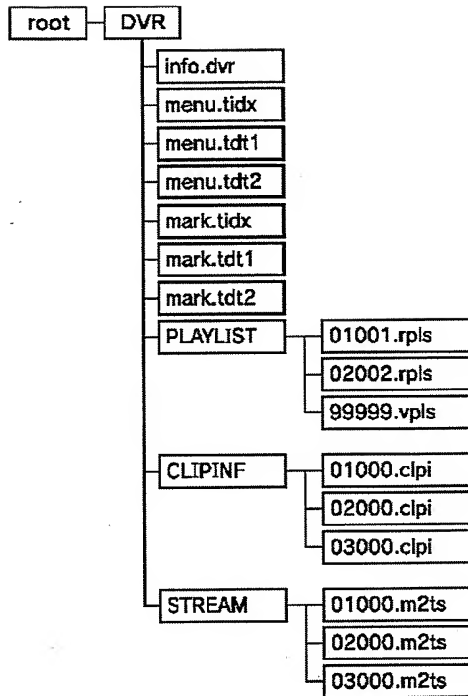 root DVR
info.dvr
menu.tidx
menu.tdt1
menu.tdt2
mark.tidx
mark.tdt1
mark.tdt2
PLAYLIST 01001.rpls
02002.rpls
99999.vpls
CLIPINF 01000.clpi
02000.clpi
03000.clpi
STREAM 01000.m2ts
02000.m2ts
03000.m2ts